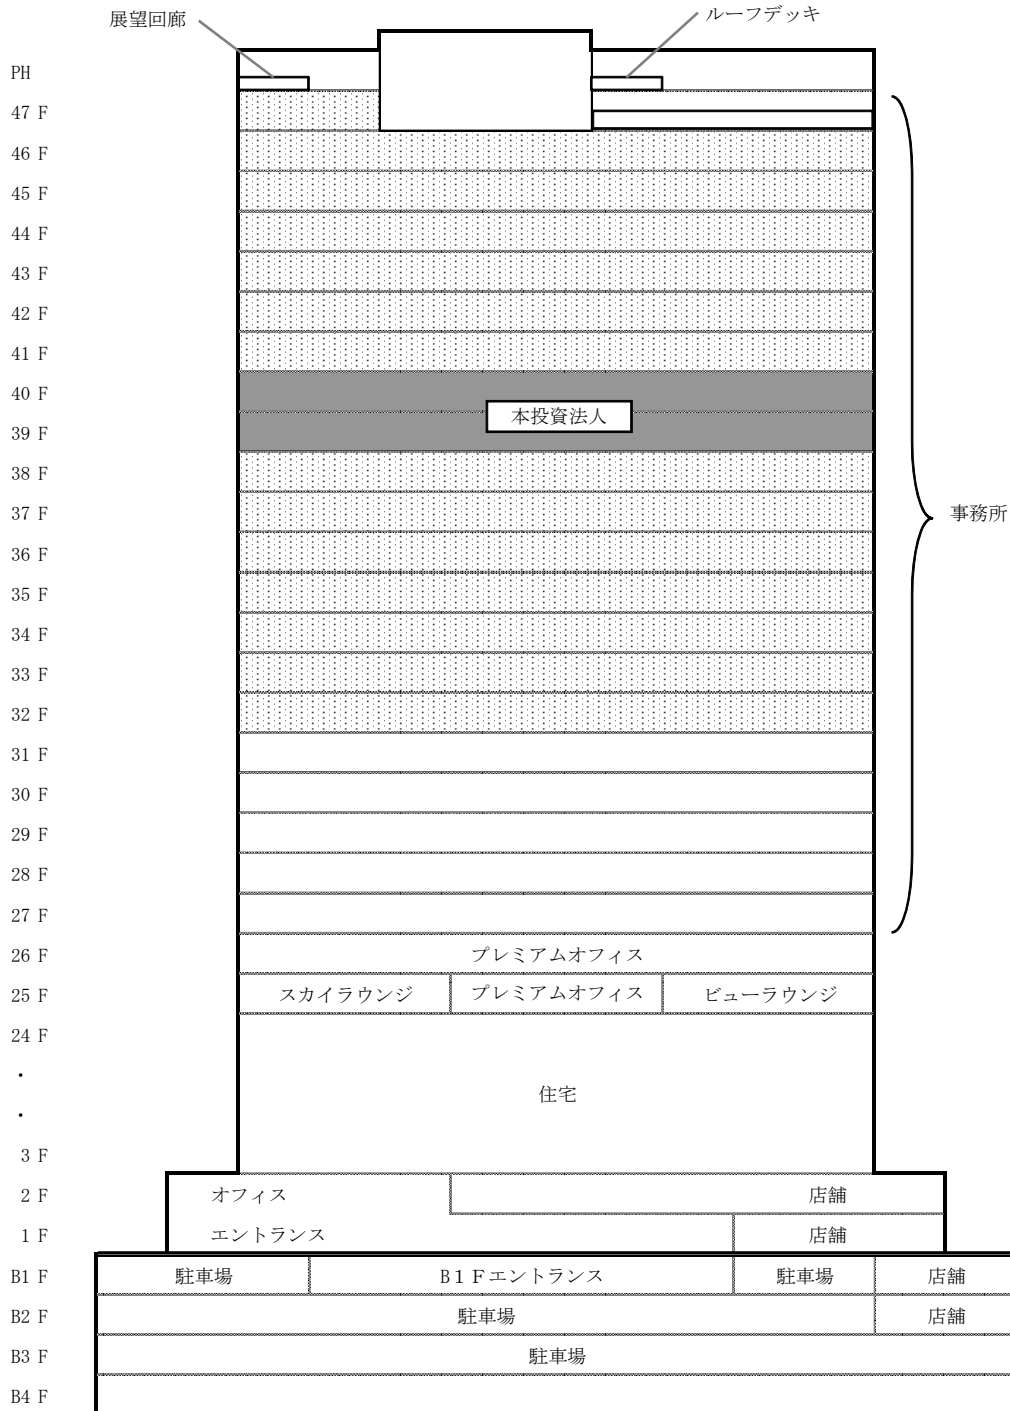 展望回廊
ルーフデッキ
PH
47 F
46 F
45 F
44 F
43 F
42 F
41 F
40 F
本投資法人
39 F
38 F
37 F
事務所
36 F
35 F
34 F
33 F
32 F
31 F
30 F
29 F
28 F
27 F
26 F プレミアムオフィス
25 F スカイラウンジ プレミアムオフィス ビューラウンジ
24 F
・
住宅
・
3 F
2 F オフィス 店舗
1 F エントランス 店舗
B1 F 駐車場 B１Ｆエントランス 駐車場 店舗
B2 F 駐車場 店舗
B3 F 駐車場
B4 F